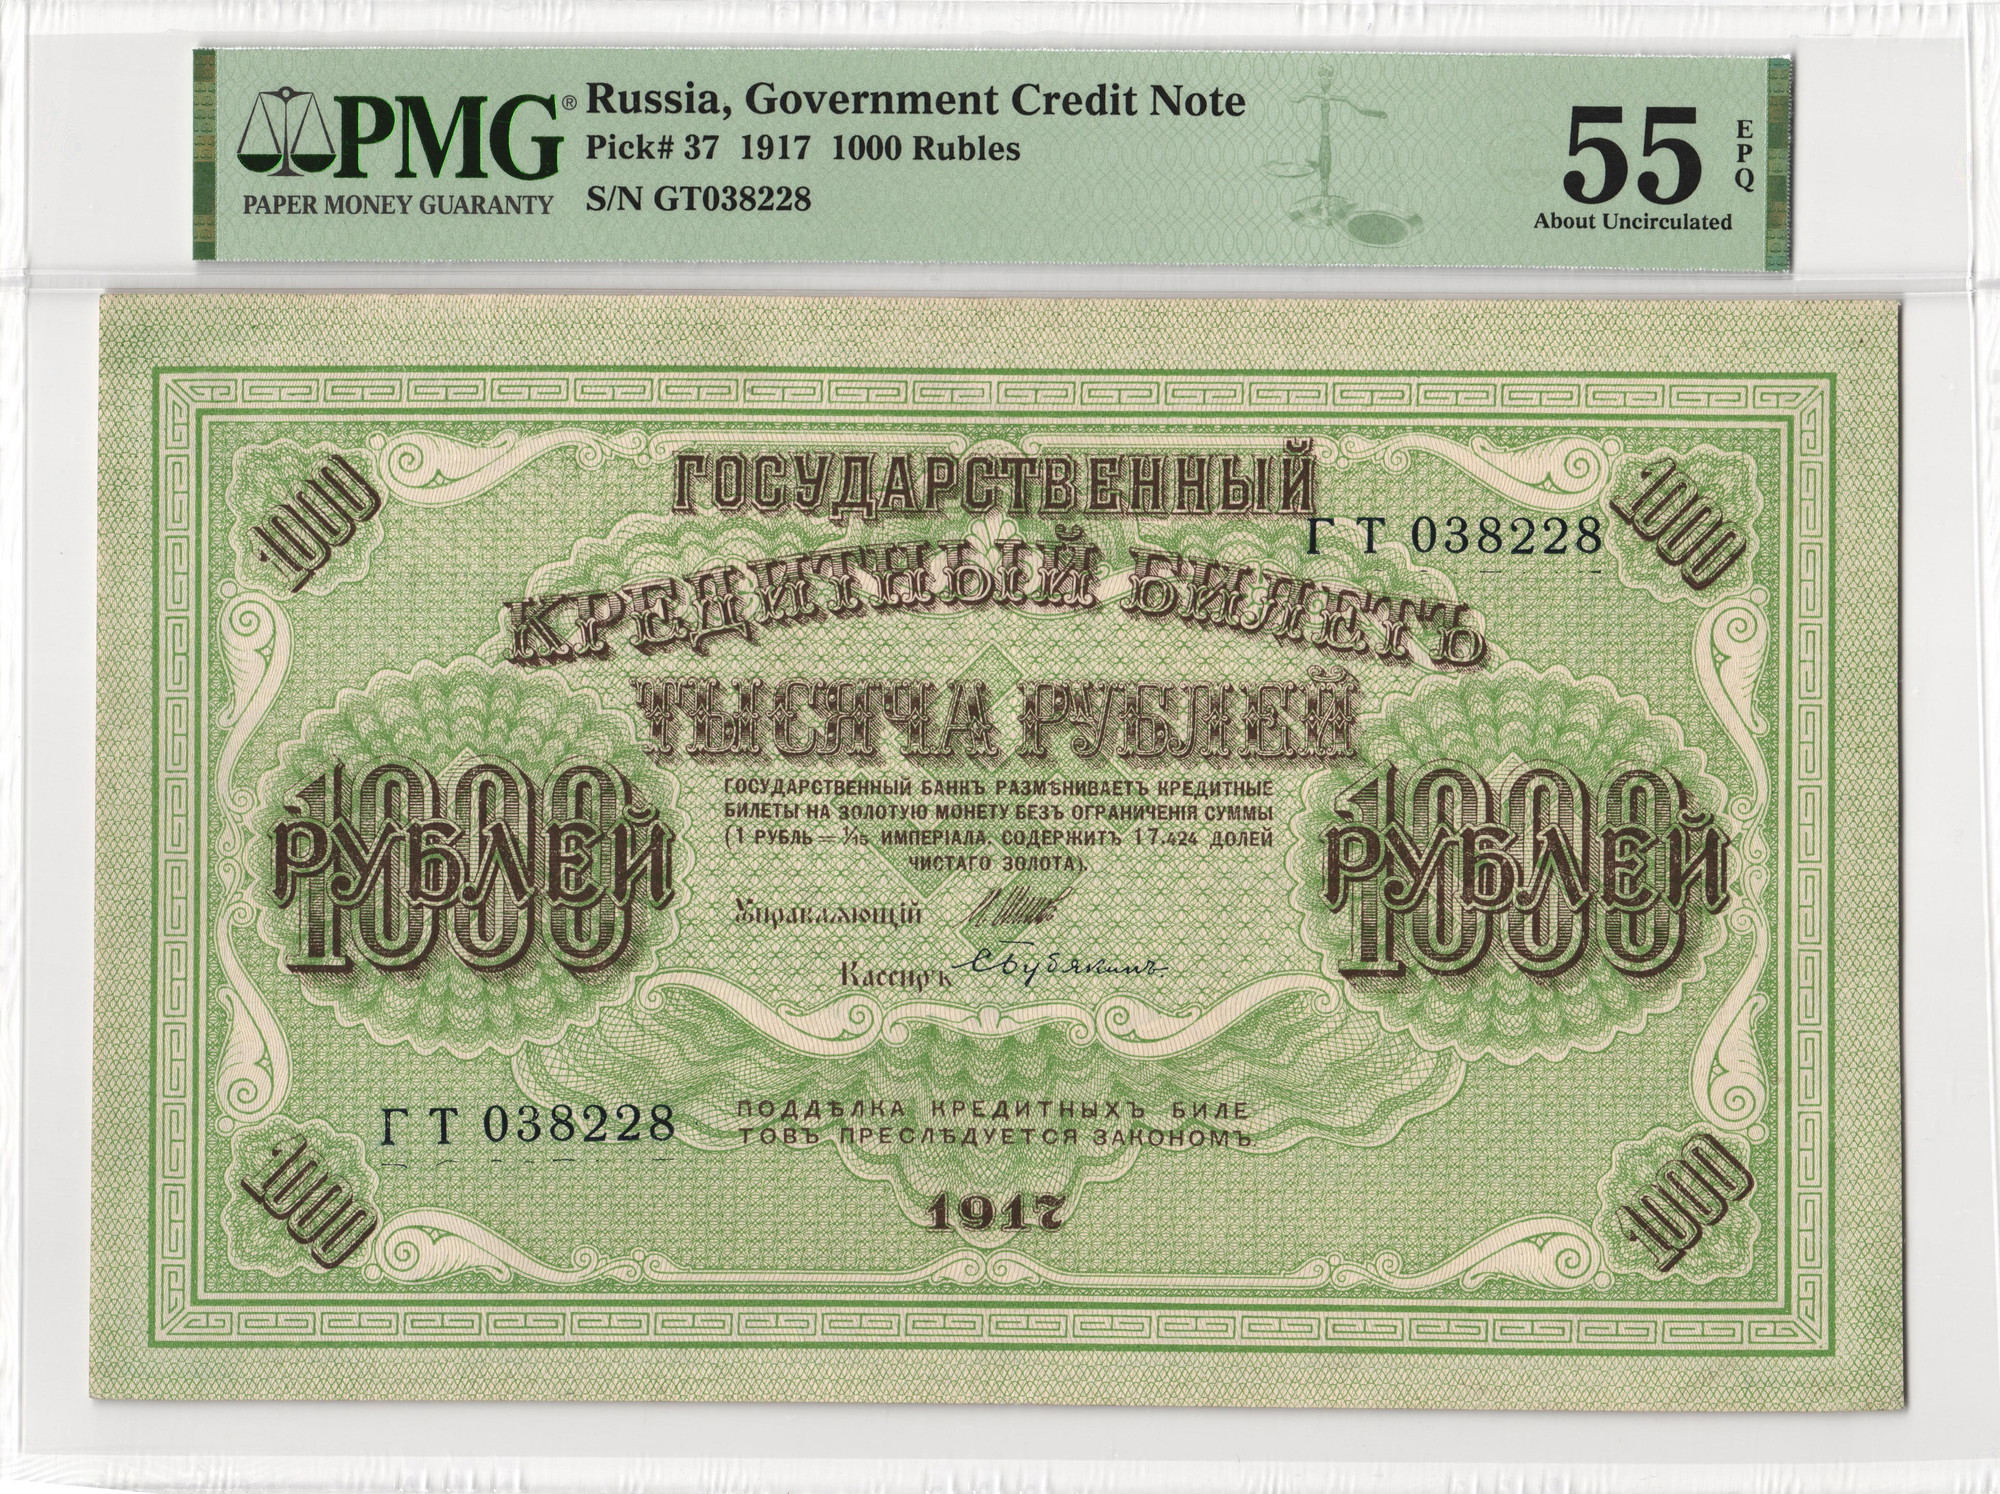 PMG®
PAPER MONEY GUARANTY
Russia, Government Credit Note
Pick# 37 1917 1000 Rubles
S/N GT038228
55
EPQ
About Uncirculated
1000
ГОСУДАРСТВЕННЫЙ
1000
ГТ 038228
КРЕДИТНЫЙ БИЛЕТЪ
ТЫСЯЧА РУБЛЕЙ
1000
РУБЛЕЙ
ГОСУДАРСТВЕННЫЙ БАНКЪ РАЗМѢНИВАЕТЪ КРЕДИТНЫЕ
БИЛЕТЫ НА ЗОЛОТУЮ МОНЕТУ БЕЗЪ ОГРАНИЧЕНІЯ СУММЫ
(1 РУБЛЬ = 1/15 ИМПЕРІАЛА, СОДЕРЖИТЪ 17.424 ДОЛЕЙ
ЧИСТАГО ЗОЛОТА).
1000
РУБЛЕЙ
Управляющій
Кассиръ
ГТ 038228
ПОДДѢЛКА КРЕДИТНЫХЪ БИЛЕ
ТОВЪ ПРЕСЛѢДУЕТСЯ ЗАКОНОМЪ.
1000
1917
1000